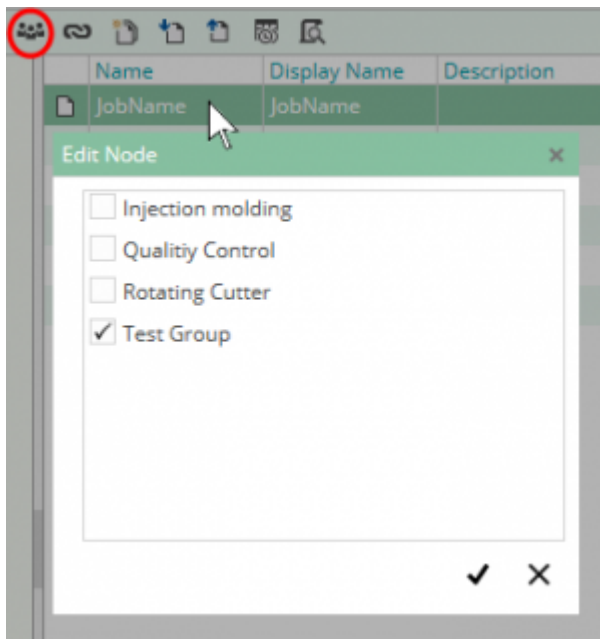 Name Display Name Description
JobName JobName
Edit Node
Injection molding
Qualitiy Control
Rotating Cutter
Test Group